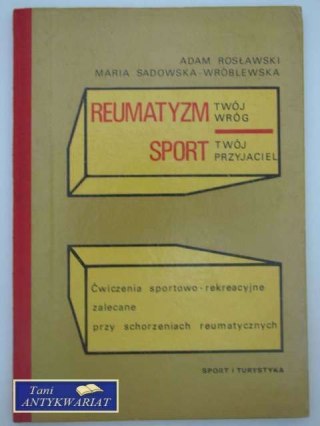 ADAM ROSŁAWSKI
MARIA SADOWSKA-WRÓBLEWSKA
REUMATYZM TWÓJ WRÓG
SPORT TWÓJ PRZYJACIEL
Ćwiczenia sportowo-rekreacyjne
zalecane
przy schorzeniach reumatycznych
SPORT I TURYSTYKA
Tani
ANTYKWARIAT